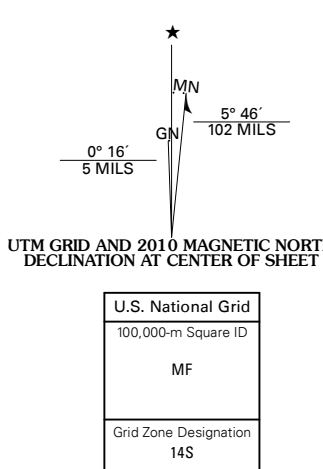 ★
MN
GN
5° 46´
102 MILS
0° 16´
5 MILS
UTM GRID AND 2010 MAGNETIC NORT
DECLINATION AT CENTER OF SHEET
U.S. National Grid
100,000-m Square ID
MF
Grid Zone Designation
14S